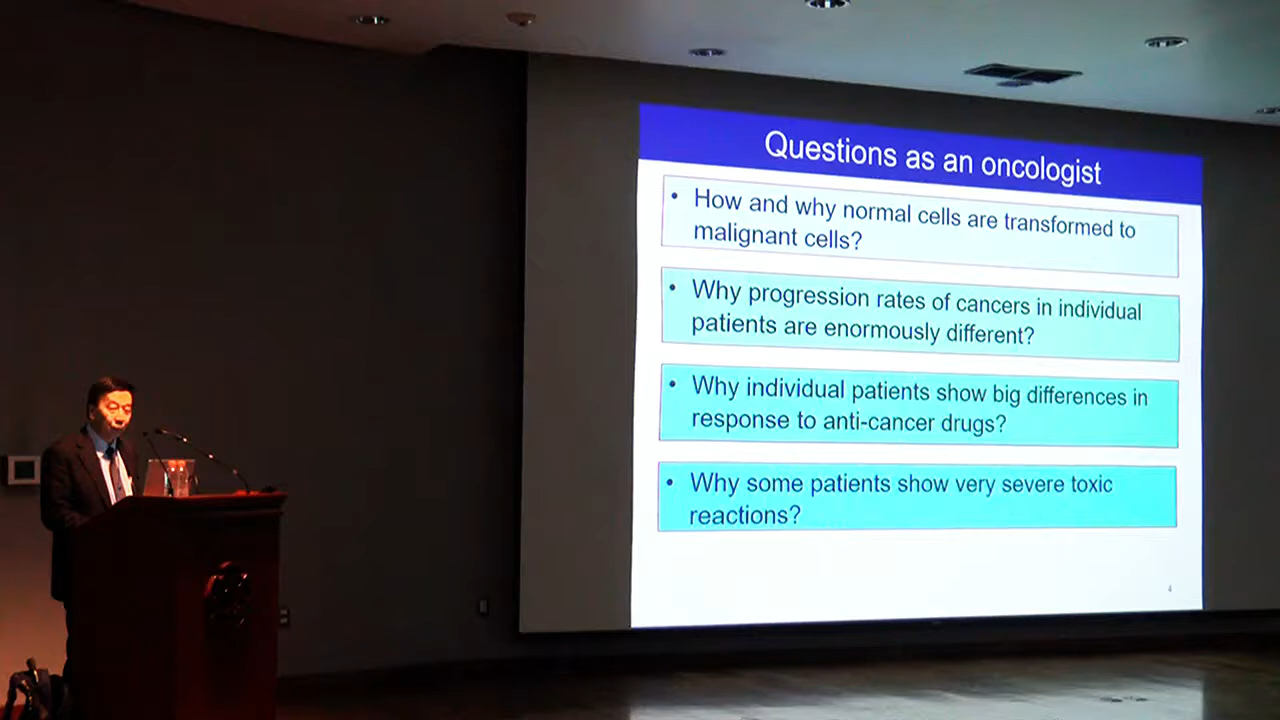 Questions as an oncologist
• How and why normal cells are transformed to
malignant cells?
• Why progression rates of cancers in individual
patients are enormously different?
• Why individual patients show big differences in
response to anti-cancer drugs?
• Why some patients show very severe toxic
reactions?
4